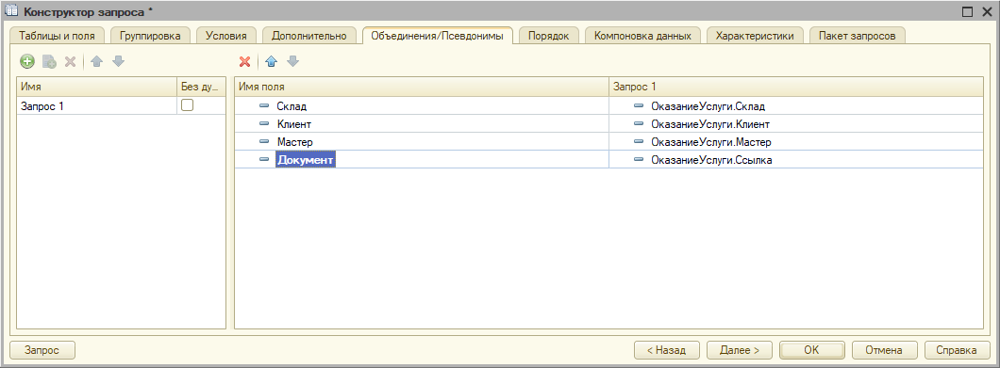 Конструктор запроса *
Таблицы и поля Группировка Условия Дополнительно Объединения/Псевдонимы Порядок Компоновка данных Характеристики Пакет запросов
Имя Без ду... Имя поля Запрос 1
Запрос 1 Склад ОказаниеУслуги.Склад
Клиент ОказаниеУслуги.Клиент
Мастер ОказаниеУслуги.Мастер
Документ ОказаниеУслуги.Ссылка
Запрос < Назад Далее > OK Отмена Справка